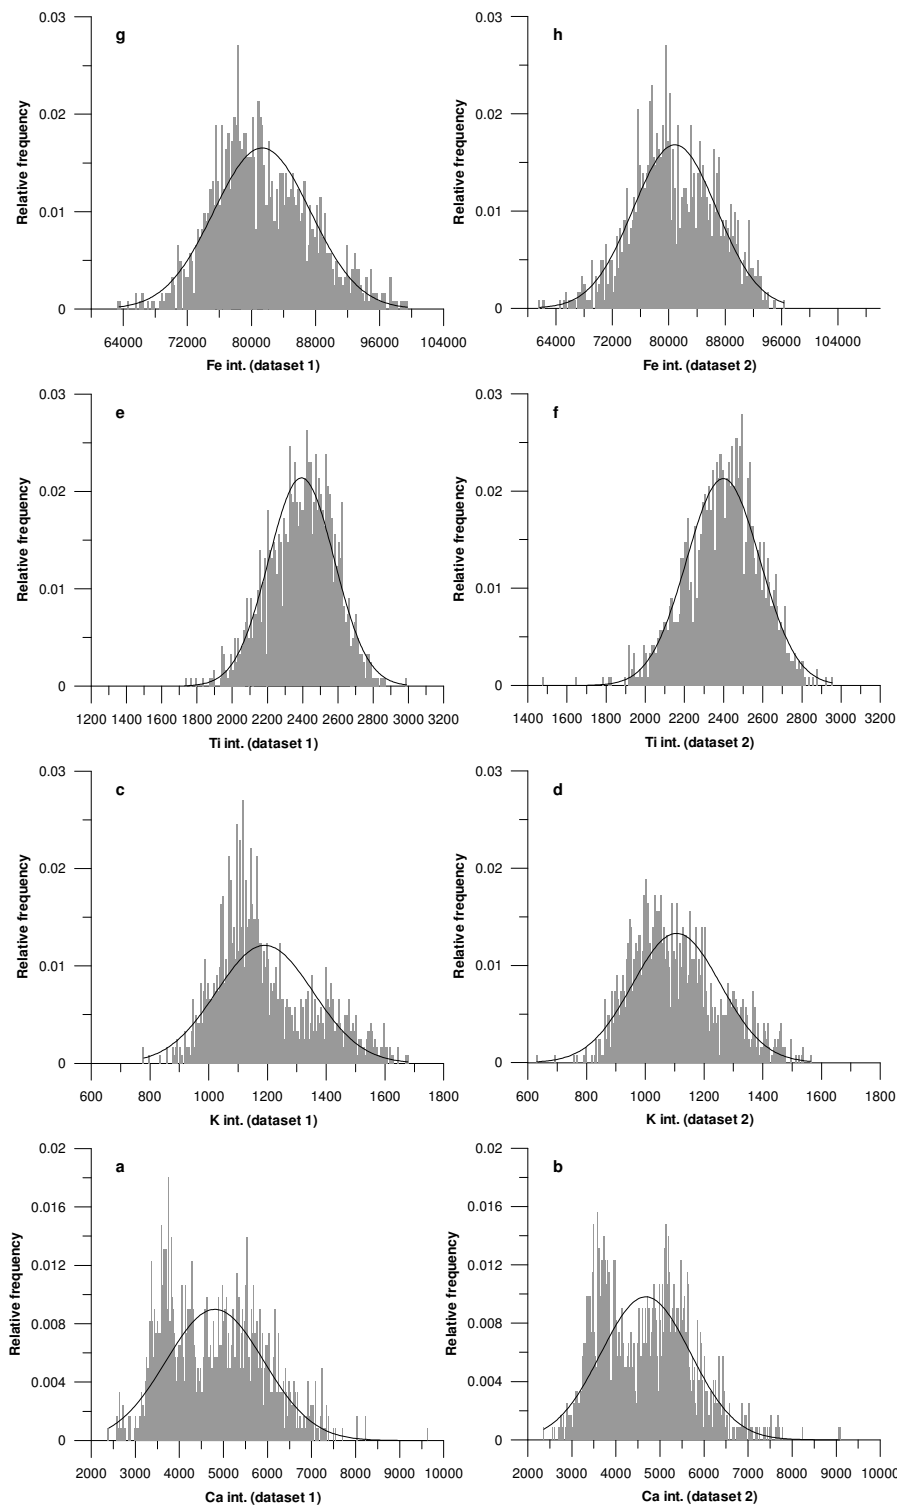 g
0.03
0.02
0.01
0
Relative frequency
64000 72000 80000 88000 96000 104000
Fe int. (dataset 1)
h
0.03
0.02
0.01
0
Relative frequency
64000 72000 80000 88000 96000 104000
Fe int. (dataset 2)
e
0.03
0.02
0.01
0
Relative frequency
1200 1400 1600 1800 2000 2200 2400 2600 2800 3000 3200
Ti int. (dataset 1)
f
0.03
0.02
0.01
0
Relative frequency
1400 1600 1800 2000 2200 2400 2600 2800 3000 3200
Ti int. (dataset 2)
c
0.03
0.02
0.01
0
Relative frequency
600 800 1000 1200 1400 1600 1800
K int. (dataset 1)
d
0.03
0.02
0.01
0
Relative frequency
600 800 1000 1200 1400 1600 1800
K int. (dataset 2)
a
0.02
0.016
0.012
0.008
0.004
0
Relative frequency
2000 3000 4000 5000 6000 7000 8000 9000 10000
Ca int. (dataset 1)
b
0.02
0.016
0.012
0.008
0.004
0
Relative frequency
2000 3000 4000 5000 6000 7000 8000 9000 10000
Ca int. (dataset 2)